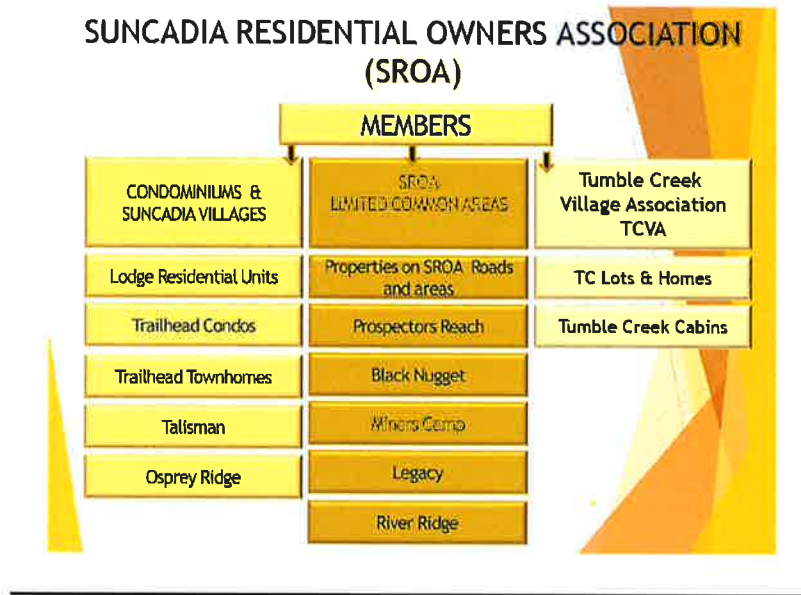 SUNCADIA RESIDENTIAL OWNERS ASSOCIATION
(SROA)
MEMBERS
CONDOMINIUMS &
SUNCADIA VILLAGES
Lodge Residential Units
Trailhead Condos
Trailhead Townhomes
Talisman
Osprey Ridge
SROA
LIMITED COMMON AREAS
Properties on SROA Roads
and areas
Prospectors Reach
Black Nugget
Miners Camp
Legacy
River Ridge
Tumble Creek
Village Association
TCVA
TC Lots & Homes
Tumble Creek Cabins